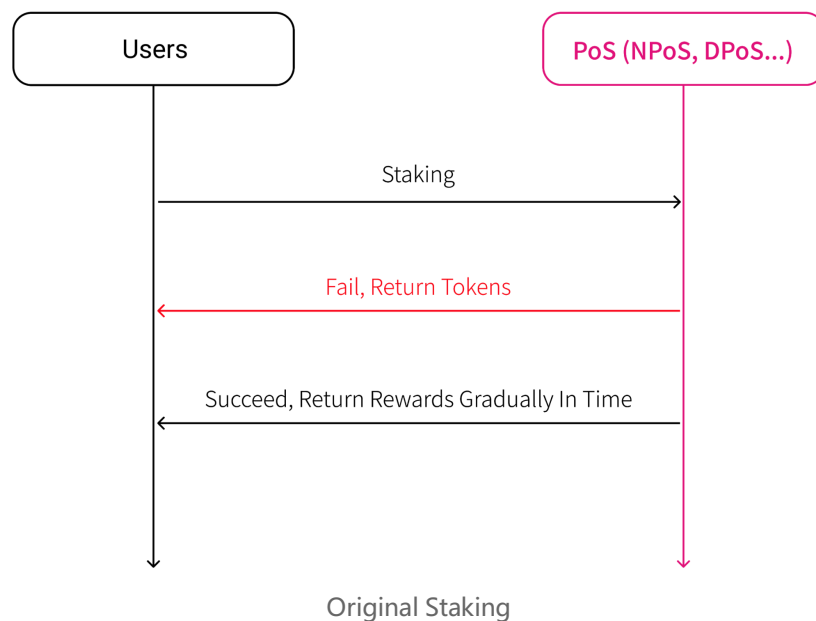 Users
PoS (NPoS, DPoS...)
Staking
Fail, Return Tokens
Succeed, Return Rewards Gradually In Time
Original Staking